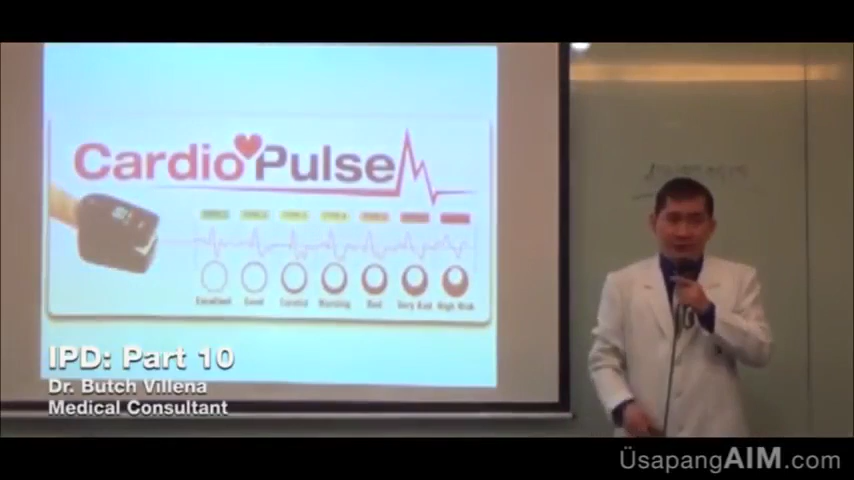 CardioPulse
Excellent Good Careful Warning Bad Very Bad High Risk
IPD: Part 10
Dr. Butch Villena
Medical Consultant
ÜsapangAIM.com